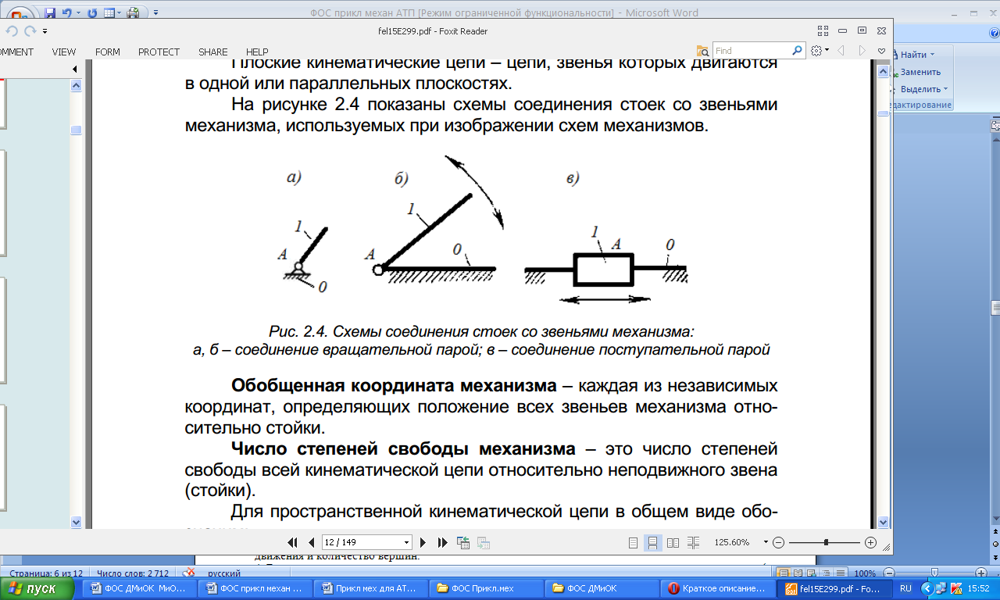 ФОС прикл механ АТП [Режим ограниченной функциональности] - Microsoft Word
fel15E299.pdf - Foxit Reader
OMMENT VIEW FORM PROTECT SHARE HELP
Find
Найти
Заменить
Выделить
едактирование
Плоские кинематические цепи – цепи, звенья которых двигаются
в одной или параллельных плоскостях.
На рисунке 2.4 показаны схемы соединения стоек со звеньями
механизма, используемых при изображении схем механизмов.
а) б) в)
1 A 0
1 A 0
1 A 0
Рис. 2.4. Схемы соединения стоек со звеньями механизма:
а, б – соединение вращательной парой; в – соединение поступательной парой
Обобщенная координата механизма – каждая из независимых
координат, определяющих положение всех звеньев механизма отно-
сительно стойки.
Число степеней свободы механизма – это число степеней
свободы всей кинематической цепи относительно неподвижного звена
(стойки).
Для пространственной кинематической цепи в общем виде обо-
12 / 149
125.60%
движения и количество вершин.
Страница: 6 из 12 Число слов: 2 712 русский 100%
пуск ФОС ДМиОК МиО... ФОС прикл механ ... Прикл мех для АТ... ФОС Прикл.мех ФОС ДМиОК Краткое описание... fel15E299.pdf - Fo... RU 15:52